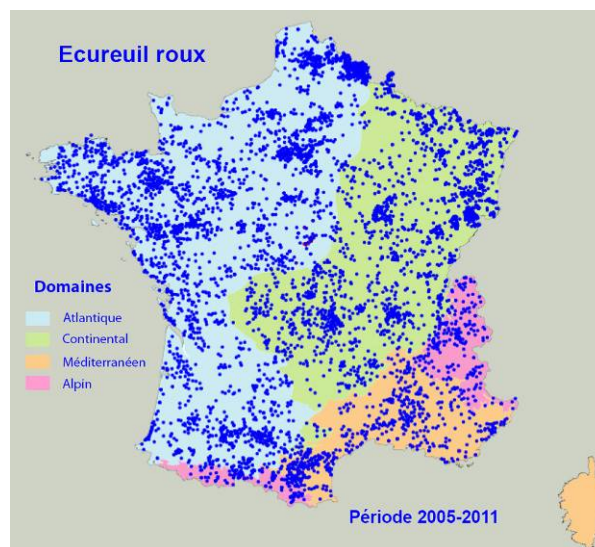 Ecureuil roux
Domaines
Atlantique
Continental
Méditerranéen
Alpin
Période 2005-2011